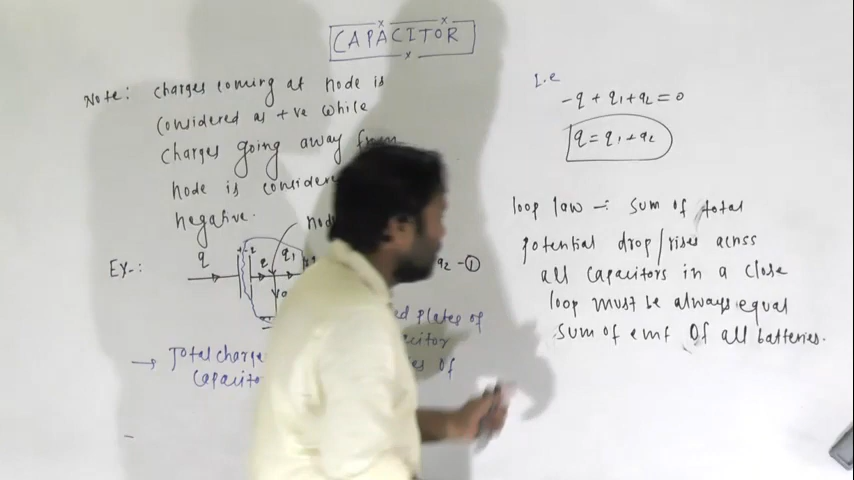 CAPACITOR
Note: charges coming at node is
considered as +ve while
charges going away from
node is
negative.
node
Ex-:
q
q
q1
q2 - ①
plates of
Total charge
of
capacitor
I.e
-q + q1 + q2 = 0
q = q1 + q2
loop law -: sum of total
potential drop/rises across
all capacitors in a close
loop must be always equal
sum of emf of all batteries.